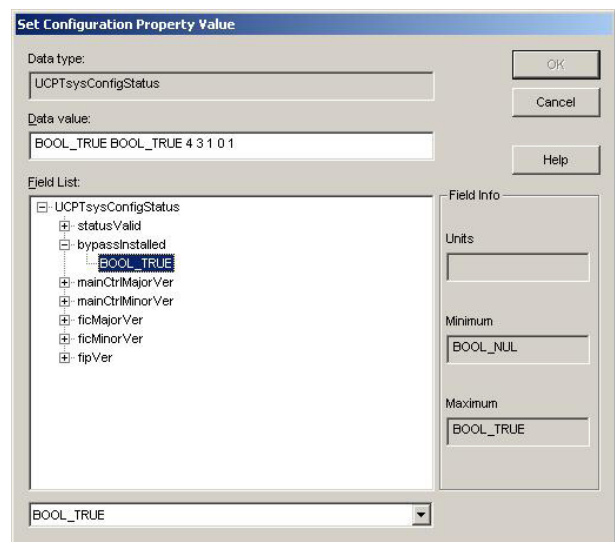 Set Configuration Property Value
Data type:
UCPTsysConfigStatus
OK
Cancel
Data value:
BOOL_TRUE BOOL_TRUE 4 3 1 0 1
Help
Field List:
UCPTsysConfigStatus
statusValid
bypassInstalled
BOOL_TRUE
mainCtrlMajorVer
mainCtrlMinorVer
ficMajorVer
ficMinorVer
fipVer
Field Info
Units
Minimum
BOOL_NUL
Maximum
BOOL_TRUE
BOOL_TRUE